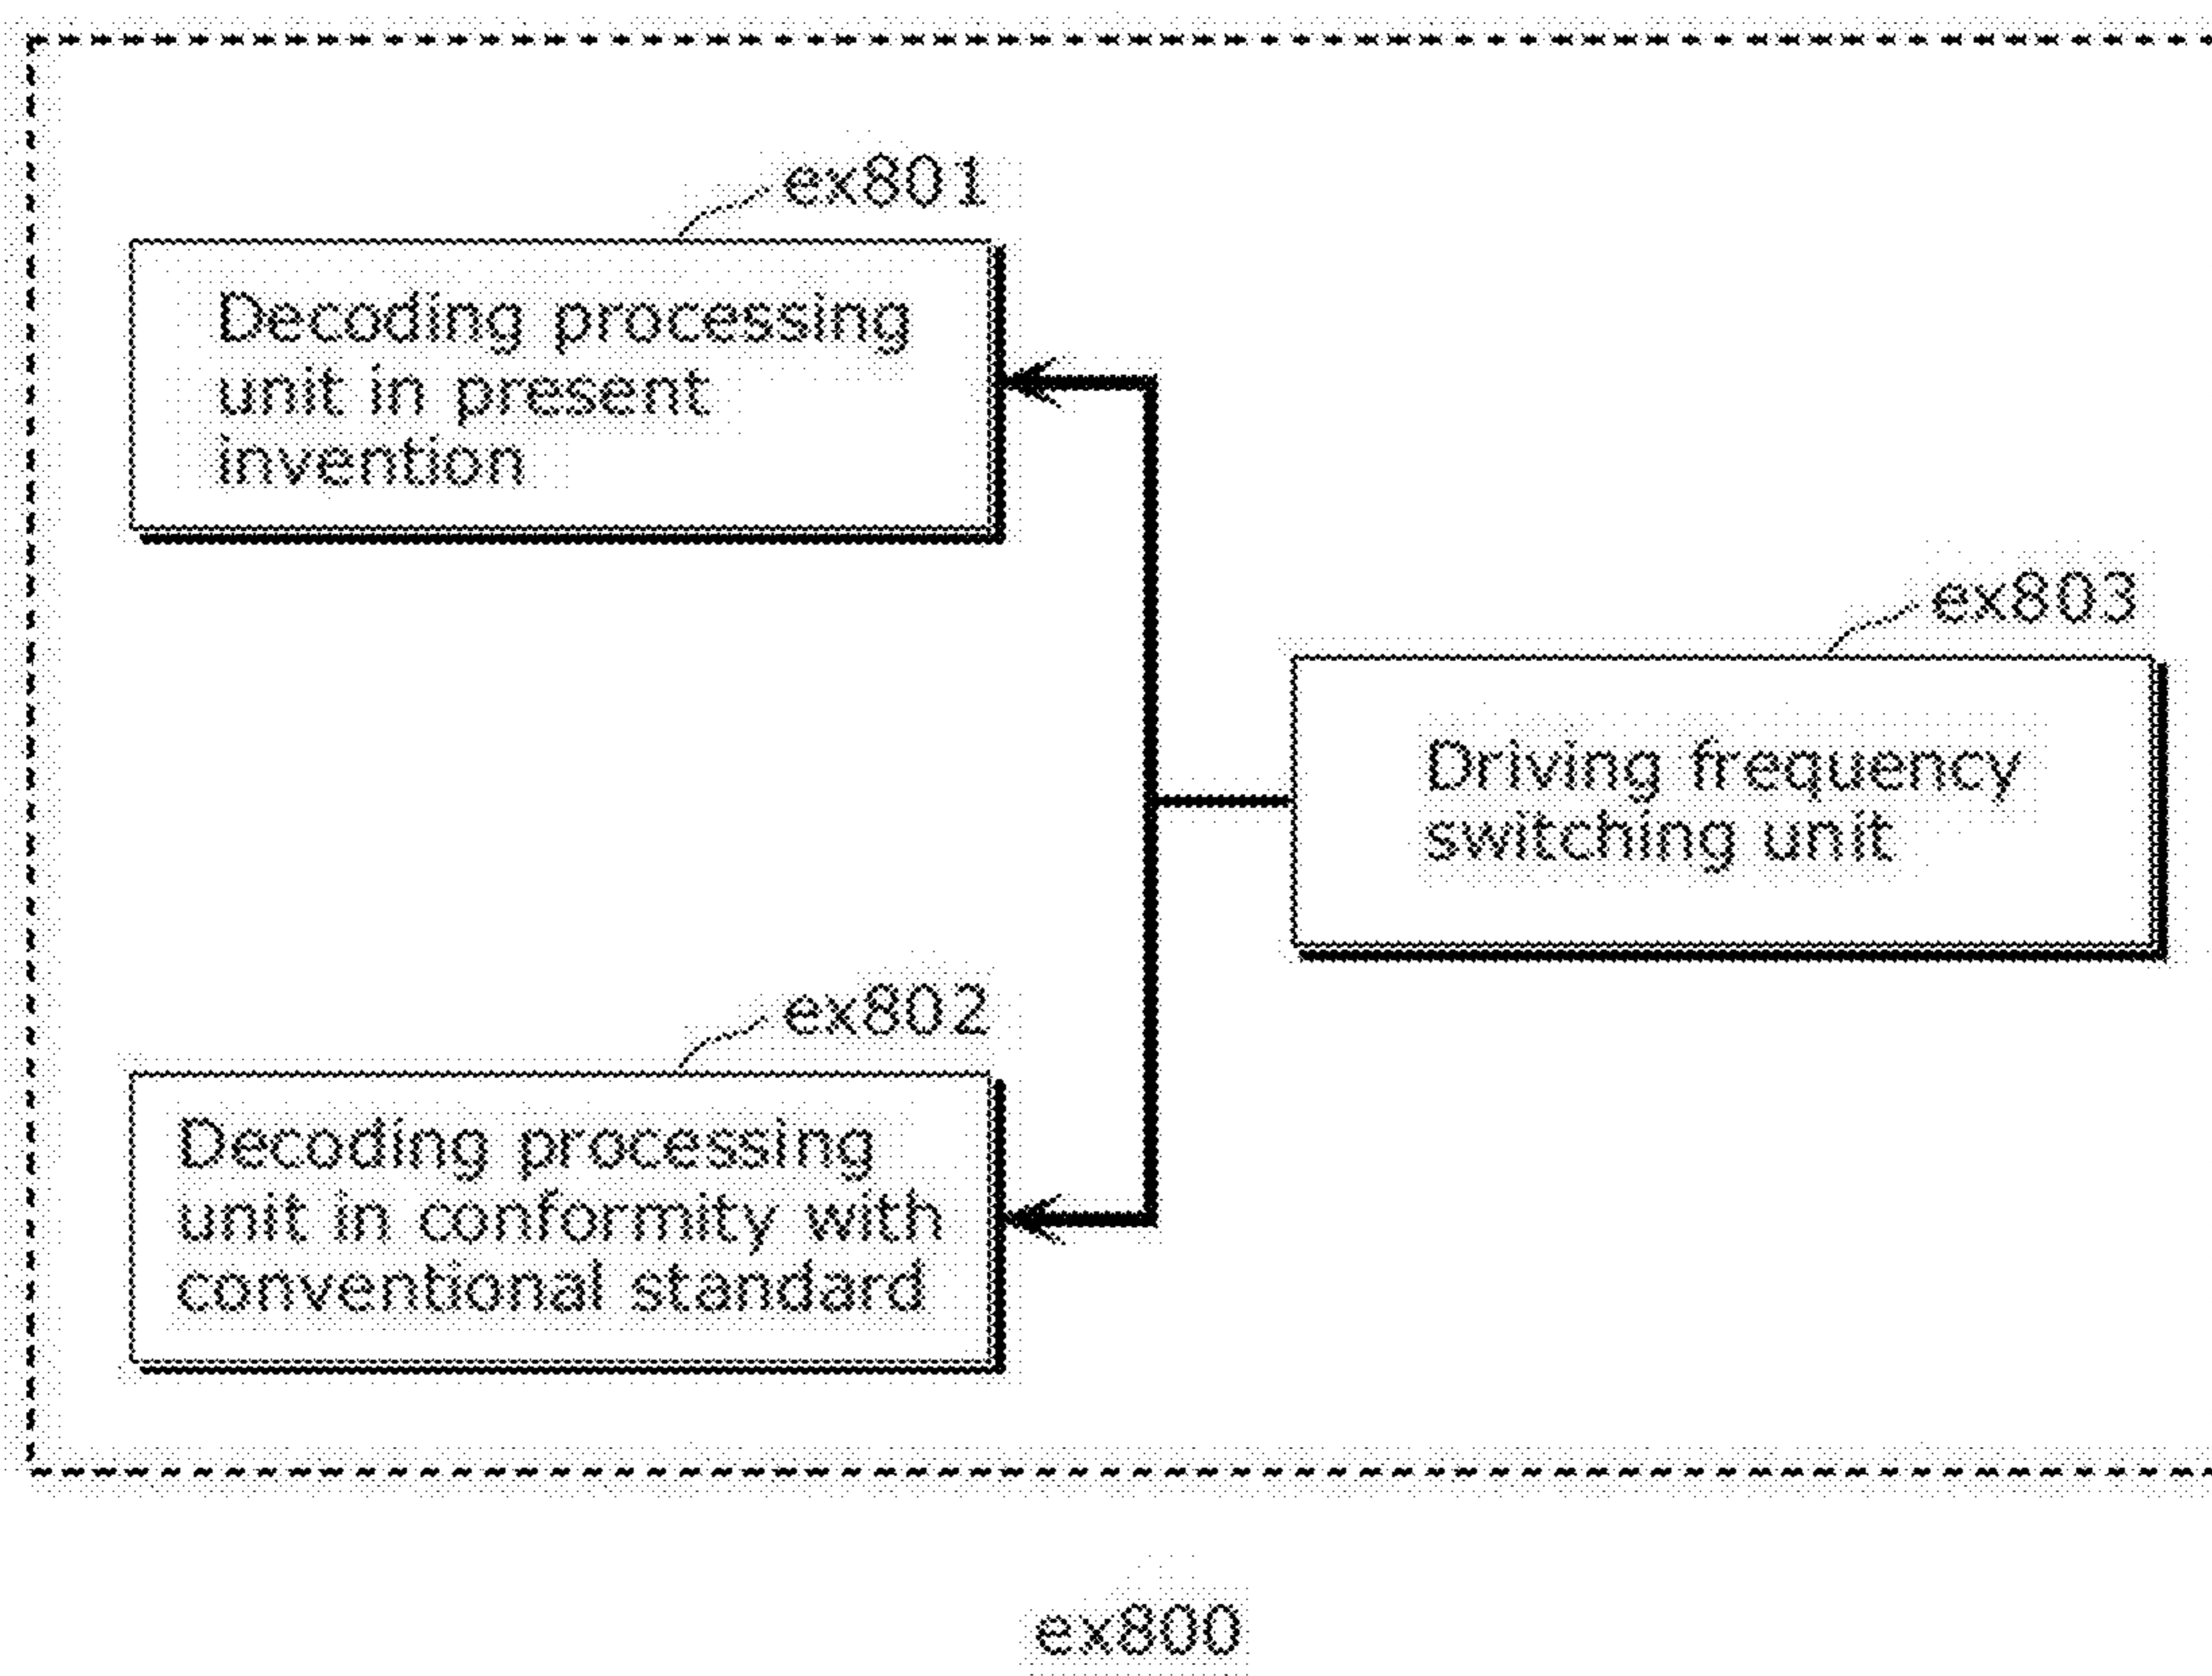 ex801
Decoding processing
unit in present
invention
ex803
Driving frequency
switching unit
ex802
Decoding processing
unit in conformity with
conventional standard
ex800